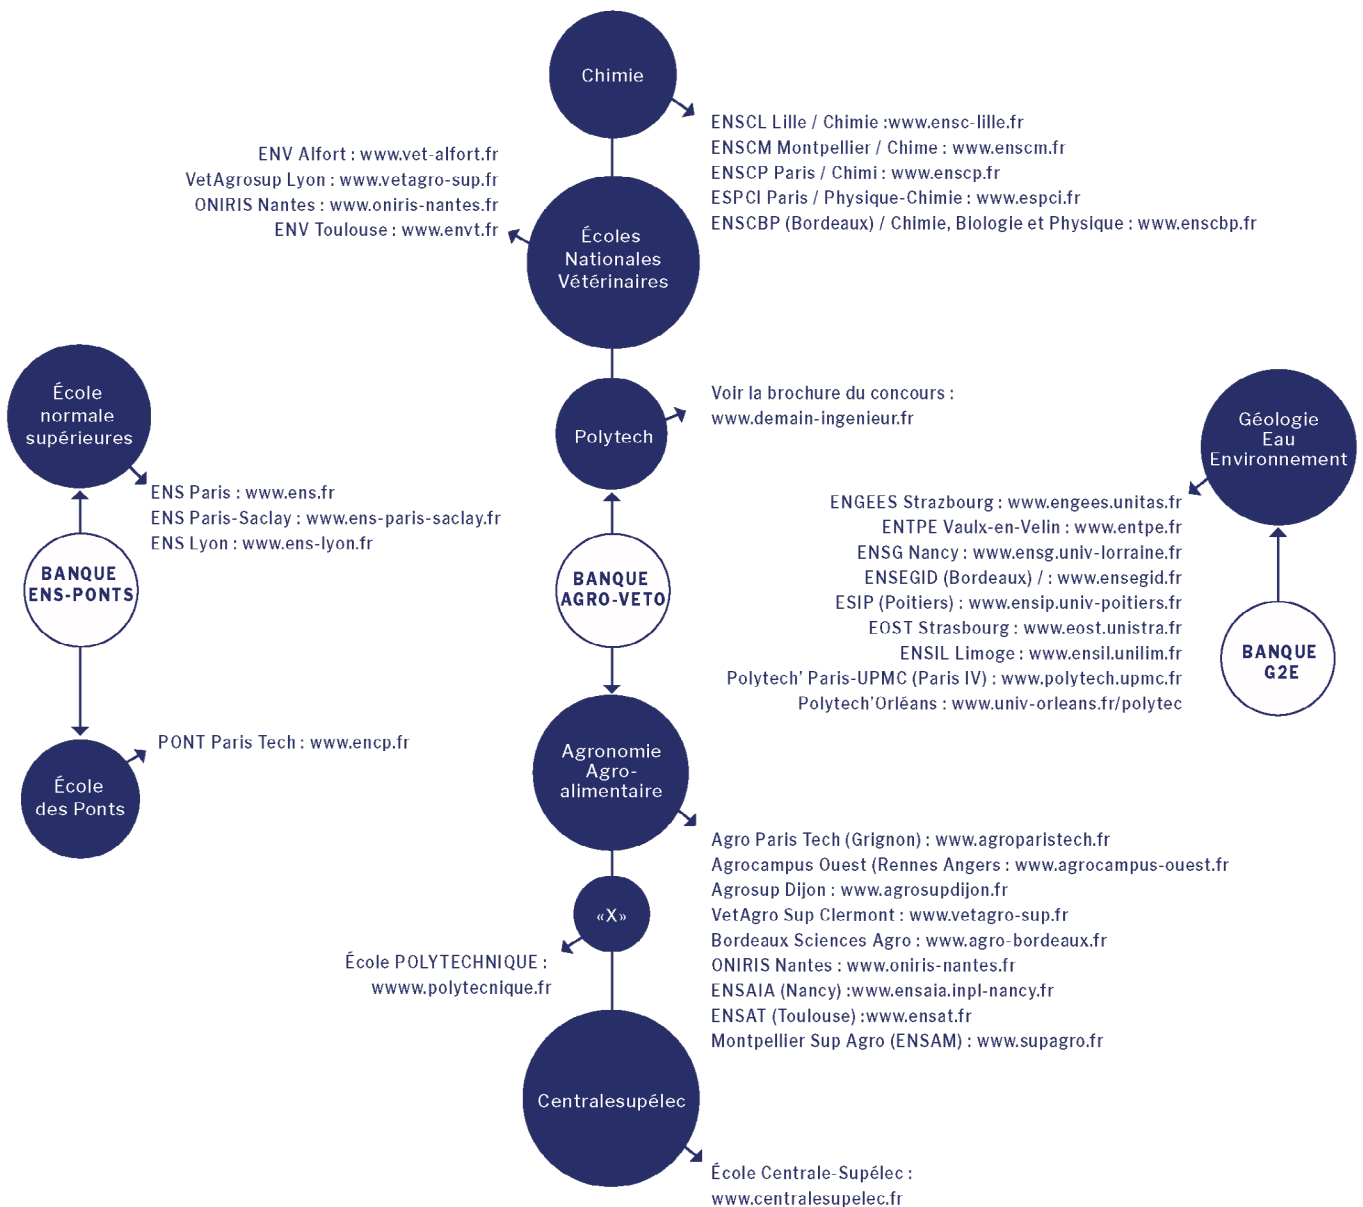 Chimie
ENSCL Lille / Chimie :www.ensc-lille.fr
ENSCM Montpellier / Chime : www.enscm.fr
ENSCP Paris / Chimi : www.enscp.fr
ESPCI Paris / Physique-Chimie : www.espci.fr
ENSCBP (Bordeaux) / Chimie, Biologie et Physique : www.enscbp.fr
ENV Alfort : www.vet-alfort.fr
VetAgrosup Lyon : www.vetagro-sup.fr
ONIRIS Nantes : www.oniris-nantes.fr
ENV Toulouse : www.envt.fr
Écoles
Nationales
Vétérinaires
École
normale
supérieures
ENS Paris : www.ens.fr
ENS Paris-Saclay : www.ens-paris-saclay.fr
ENS Lyon : www.ens-lyon.fr
BANQUE
ENS-PONTS
PONT Paris Tech : www.encp.fr
École
des Ponts
Polytech
Voir la brochure du concours :
www.demain-ingenieur.fr
BANQUE
AGRO-VETO
Agronomie
Agro-
alimentaire
Agro Paris Tech (Grignon) : www.agroparistech.fr
Agrocampus Ouest (Rennes Angers : www.agrocampus-ouest.fr
Agrosup Dijon : www.agrosupdijon.fr
VetAgro Sup Clermont : www.vetagro-sup.fr
Bordeaux Sciences Agro : www.agro-bordeaux.fr
ONIRIS Nantes : www.oniris-nantes.fr
ENSAIA (Nancy) :www.ensaia.inpl-nancy.fr
ENSAT (Toulouse) :www.ensat.fr
Montpellier Sup Agro (ENSAM) : www.supagro.fr
«X»
École POLYTECHNIQUE :
wwww.polytecnique.fr
Centralesupélec
École Centrale-Supélec :
www.centralesupelec.fr
Géologie
Eau
Environnement
ENGEES Strazbourg : www.engees.unitas.fr
ENTPE Vaulx-en-Velin : www.entpe.fr
ENSG Nancy : www.ensg.univ-lorraine.fr
ENSEGID (Bordeaux) / : www.ensegid.fr
ESIP (Poitiers) : www.ensip.univ-poitiers.fr
EOST Strasbourg : www.eost.unistra.fr
ENSIL Limoge : www.ensil.unilim.fr
Polytech' Paris-UPMC (Paris IV) : www.polytech.upmc.fr
Polytech'Orléans : www.univ-orleans.fr/polytec
BANQUE
G2E